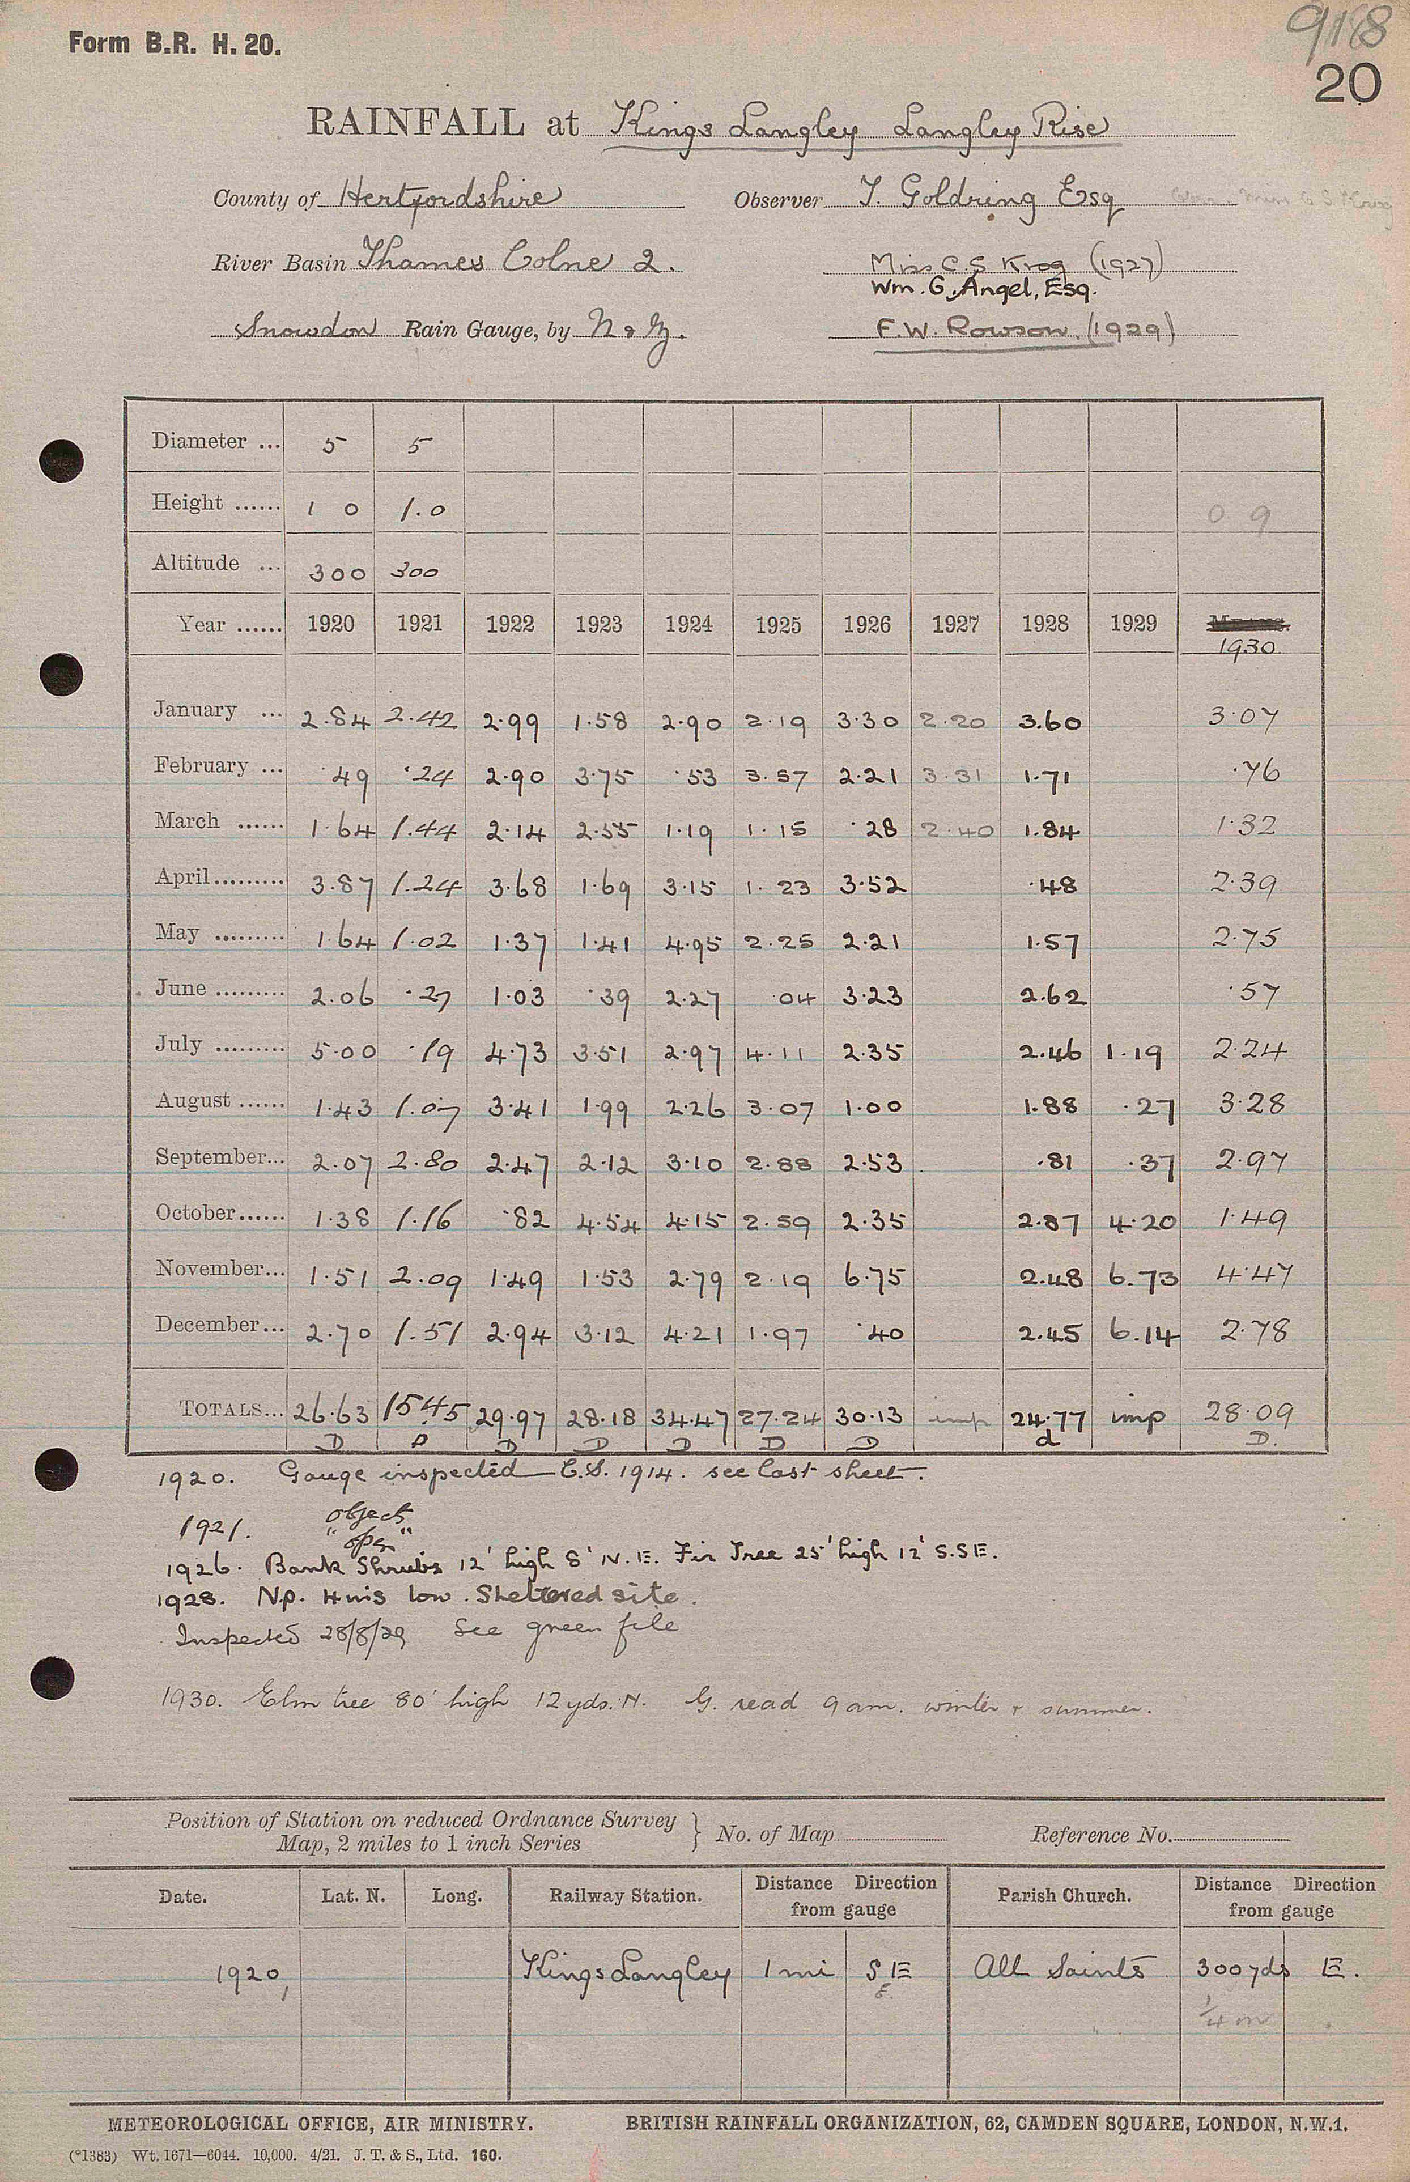 9118
Form B.R. H. 20.
20
RAINFALL at Kings Langley Langley Rise
County of Hertfordshire Observer T. Goldring Esq
River Basin Thames Colne 2. Miss C S Krog (1927)
Wm. G. Angel, Esq.
Snowdon Rain Gauge, by N & Z. F.W. Rowson. (1929)
Diameter ... 5 5
Height ...... 1 0 1.0 0 9
Altitude ... 300 300
Year ...... 1920 1921 1922 1923 1924 1925 1926 1927 1928 1929
1930
January ... 2.84 2.42 2.99 1.58 2.90 2.19 3.30 2.20 3.60 3.07
February ... .49 .24 2.90 3.75 .53 3.57 2.21 3.31 1.71 .76
March ...... 1.64 1.44 2.14 2.55 1.19 1.15 .28 2.40 1.84 1.32
April......... 3.87 1.24 3.68 1.69 3.15 1.23 3.52 .48 2.39
May ......... 1.64 1.02 1.37 1.41 4.95 2.25 2.21 1.57 2.75
June ......... 2.06 .27 1.03 .39 2.27 .04 3.23 2.62 .57
July ......... 5.00 .19 4.73 3.51 2.97 4.11 2.35 2.46 1.19 2.24
August ...... 1.43 1.07 3.41 1.99 2.26 3.07 1.00 1.88 .27 3.28
September... 2.07 2.80 2.47 2.12 3.10 2.88 2.53 .81 .37 2.97
October...... 1.38 1.16 .82 4.54 4.15 2.59 2.35 2.87 4.20 1.49
November... 1.51 2.09 1.49 1.53 2.79 2.19 6.75 2.48 6.73 4.47
December... 2.70 1.51 2.94 3.12 4.21 1.97 .40 2.45 6.14 2.78
TOTALS... 26.63 15.45 29.97 28.18 34.47 27.24 30.13 imp 24.77 imp 28.09
D D D D D D D d D.
1920. Gauge inspected C.S. 1914. see last sheet.
1921. object
"open"
1926. Bank Shrubs 12' high 8' N.E. Fir Tree 25' high 12' S.SE.
1928. N.p. Huis low. Sheltered site.
Inspected 28/8/29 See green file
1930. Elm tree 80' high 12 yds. N. G. read 9 am. winter & summer.
Position of Station on reduced Ordnance Survey
Map, 2 miles to 1 inch Series } No. of Map Reference No.
Date. Lat. N. Long. Railway Station. Distance Direction from gauge Parish Church. Distance Direction from gauge
1920, Kings Langley 1 mi S E All Saints 300 yds E.
E
1/4 m
METEOROLOGICAL OFFICE, AIR MINISTRY. BRITISH RAINFALL ORGANIZATION, 62, CAMDEN SQUARE, LONDON, N.W.1.
(*1383) Wt. 1671—6044. 10,000. 4/21. J. T. & S., Ltd. 160.